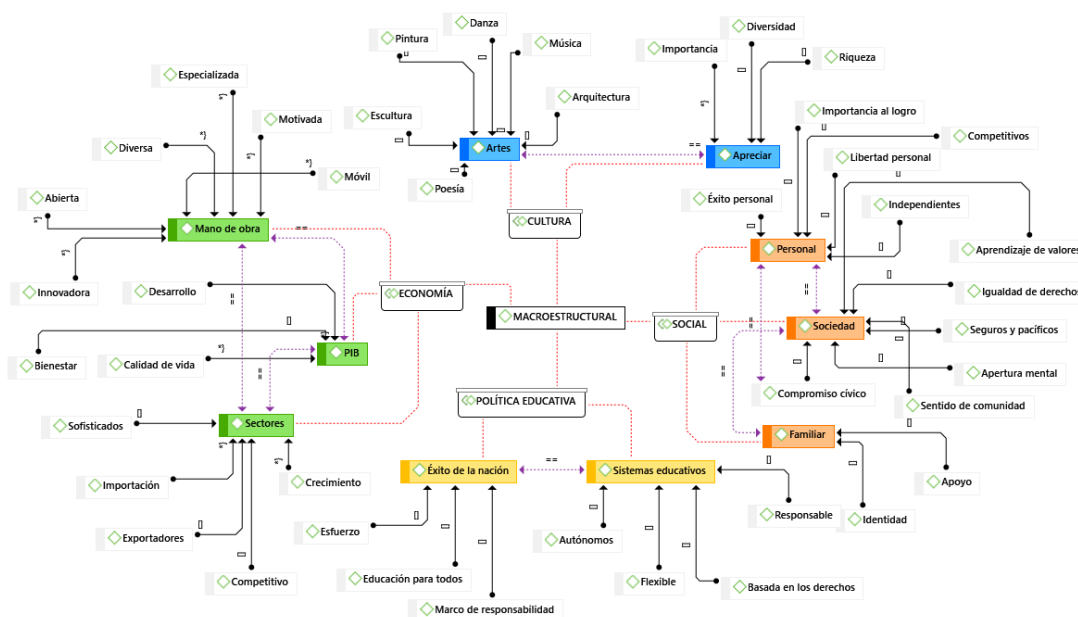 Danza
Diversidad
Pintura
Música
Importancia
Riqueza
Especializada
Escultura
Arquitectura
Importancia al logro
Motivada
Competitivos
Diversa
Artes
Apreciar
Libertad personal
Móvil
Poesía
Abierta
Éxito personal
Independientes
CULTURA
Mano de obra
==
Personal
Aprendizaje de valores
Innovadora
Desarrollo
ECONOMÍA
Igualdad de derechos
MACROESTRUCTURAL
SOCIAL
Sociedad
Seguros y pacíficos
Bienestar
Calidad de vida
PIB
Apertura mental
Compromiso cívico
POLÍTICA EDUCATIVA
Sentido de comunidad
Sofisticados
Sectores
Familiar
==
Éxito de la nación
Sistemas educativos
Importación
Crecimiento
Apoyo
Responsable
Identidad
Exportadores
Esfuerzo
Autónomos
Competitivo
Educación para todos
Flexible
Basada en los derechos
Marco de responsabilidad